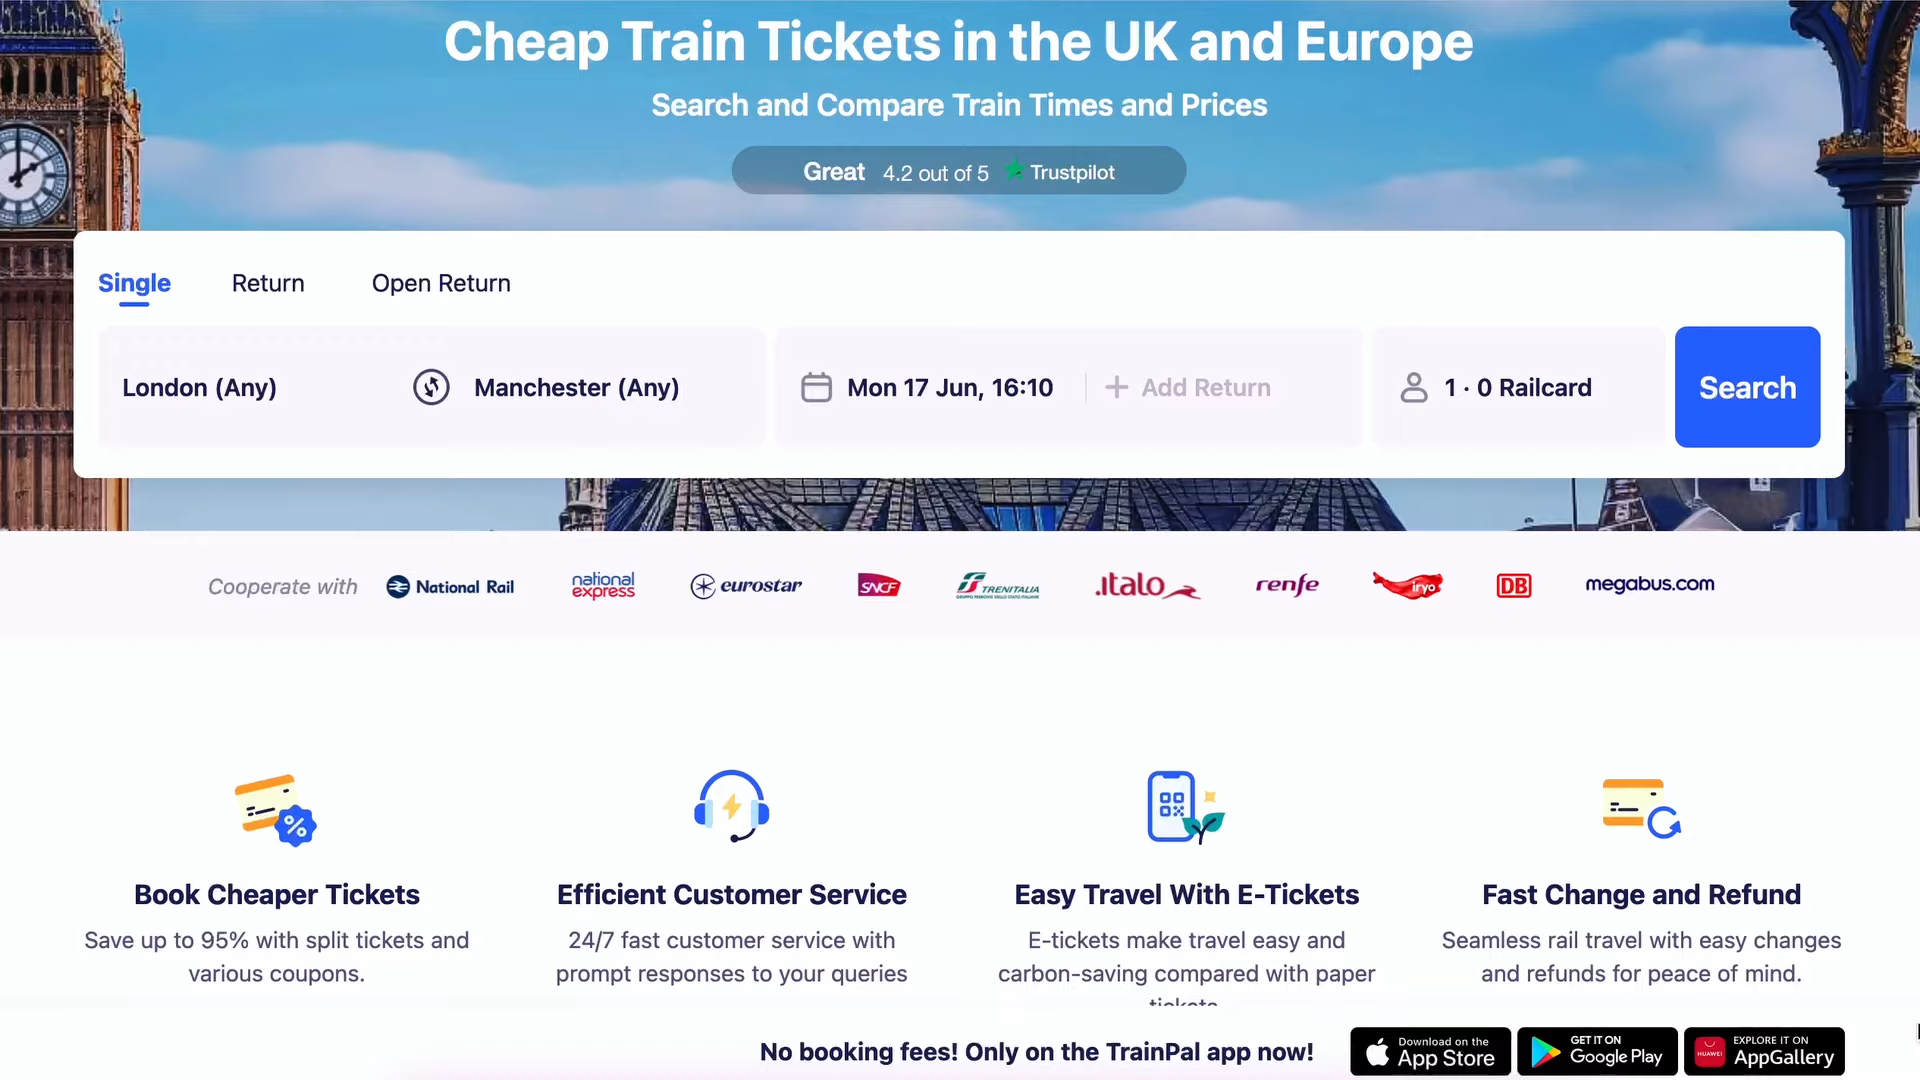 Cheap Train Tickets in the UK and Europe
Search and Compare Train Times and Prices
Great 4.2 out of 5 Trustpilot
Single Return Open Return
London (Any) Manchester (Any) Mon 17 Jun, 16:10 Add Return 1 · 0 Railcard Search
Cooperate with National Rail national express eurostar SNCF TRENITALIA .italo renfe iryo DB megabus.com
Book Cheaper Tickets
Save up to 95% with split tickets and
various coupons.
Efficient Customer Service
24/7 fast customer service with
prompt responses to your queries
Easy Travel With E-Tickets
E-tickets make travel easy and
carbon-saving compared with paper
tickets.
Fast Change and Refund
Seamless rail travel with easy changes
and refunds for peace of mind.
No booking fees! Only on the TrainPal app now!
Download on the
App Store
GET IT ON
Google Play
HUAWEI
EXPLORE IT ON
AppGallery